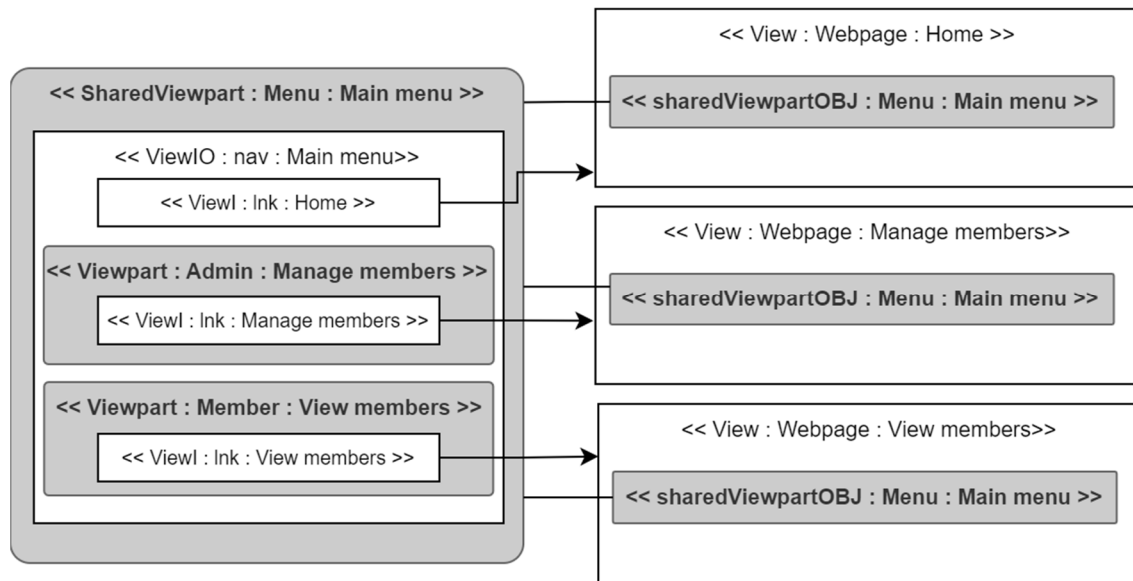 << SharedViewpart : Menu : Main menu >>
<< ViewIO : nav : Main menu>>
<< ViewI : lnk : Home >>
<< Viewpart : Admin : Manage members >>
<< ViewI : lnk : Manage members >>
<< Viewpart : Member : View members >>
<< ViewI : lnk : View members >>
<< View : Webpage : Home >>
<< sharedViewpartOBJ : Menu : Main menu >>
<< View : Webpage : Manage members>>
<< sharedViewpartOBJ : Menu : Main menu >>
<< View : Webpage : View members>>
<< sharedViewpartOBJ : Menu : Main menu >>